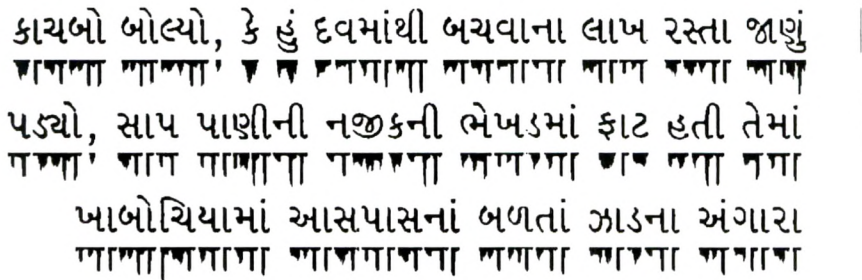 કાચબો બોલ્યો, કે હું દવમાંથી બચવાના લાખ રસ્તા જાણું
પડ્યો, સાપ પાણીની નજીકની ભેખડમાં ફાટ હતી તેમાં
ખાબોચિયામાં આસપાસનાં બળતાં ઝાડના અંગારા